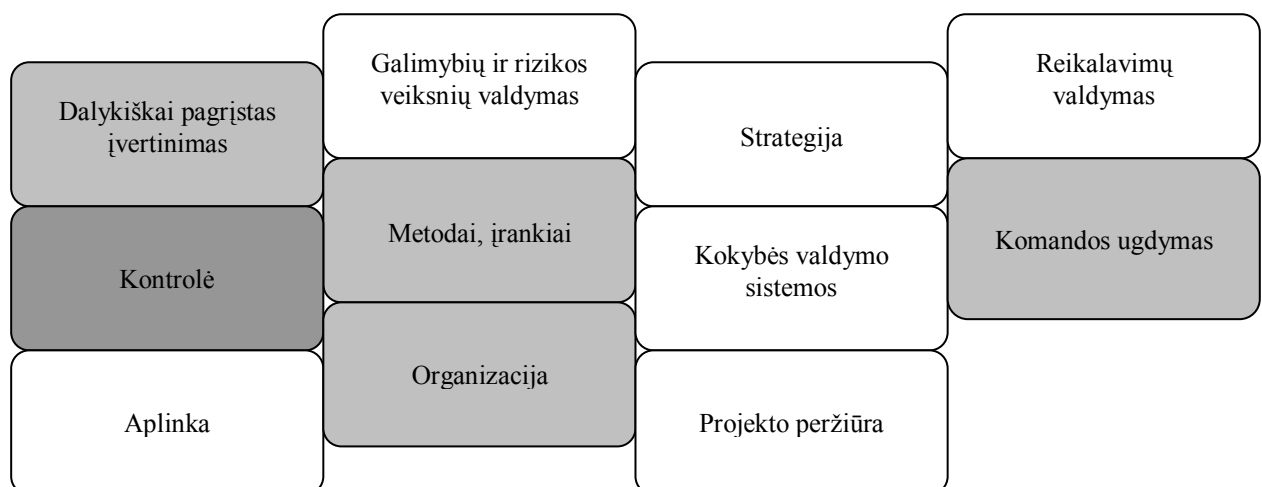 Dalykiškai pagrįstas
įvertinimas
Kontrolė
Aplinka
Galimybių ir rizikos
veiksnių valdymas
Metodai, įrankiai
Organizacija
Strategija
Kokybės valdymo
sistemos
Projekto peržiūra
Reikalavimų
valdymas
Komandos ugdymas